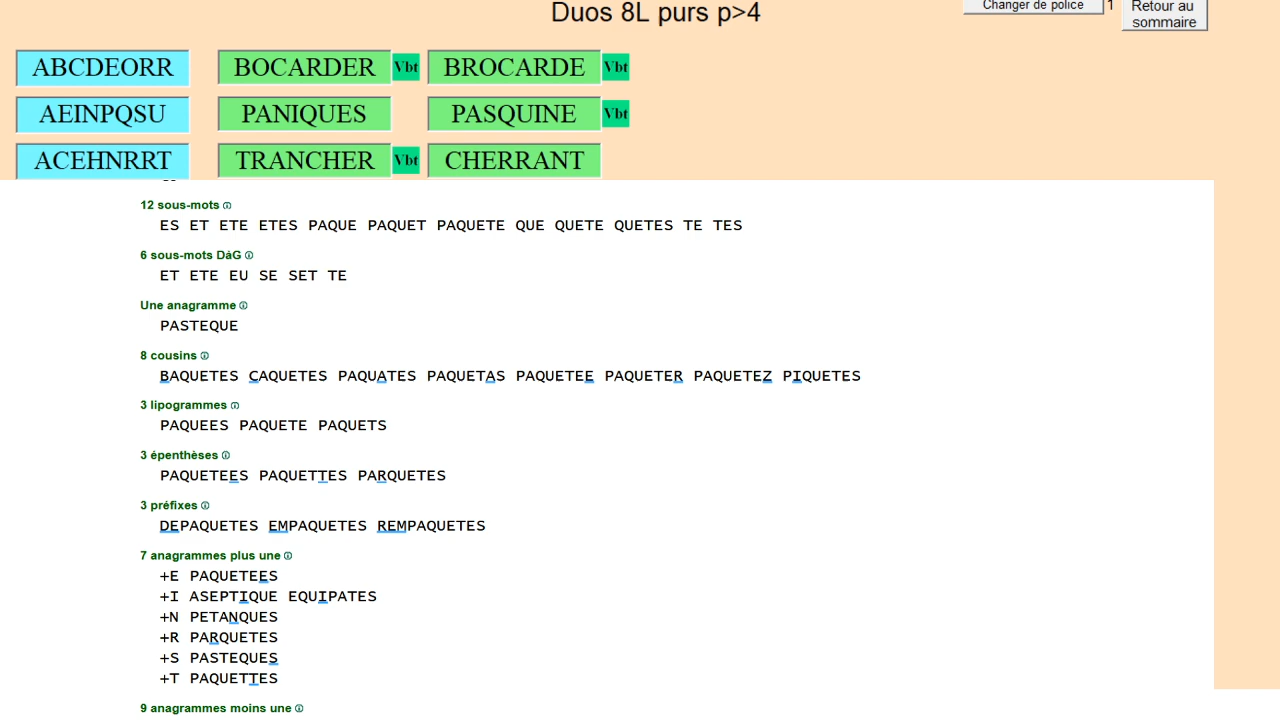 Duos 8L purs p>4
Changer de police 1 Retour au sommaire
ABCDEORR BOCARDER Vbt BROCARDE Vbt
AEINPQSU PANIQUES PASQUINE Vbt
ACEHNRRT TRANCHER Vbt CHERRANT
12 sous-mots ⓘ
ES ET ETE ETES PAQUE PAQUET PAQUETE QUE QUETE QUETES TE TES
6 sous-mots DàG ⓘ
ET ETE EU SE SET TE
Une anagramme ⓘ
PASTEQUE
8 cousins ⓘ
BAQUETES CAQUETES PAQUATES PAQUETAS PAQUETEE PAQUETER PAQUETEZ PIQUETES
3 lipogrammes ⓘ
PAQUEES PAQUETE PAQUETS
3 épenthèses ⓘ
PAQUETEES PAQUETTES PARQUETES
3 préfixes ⓘ
DEPAQUETES EMPAQUETES REMPAQUETES
7 anagrammes plus une ⓘ
+E PAQUETEES
+I ASEPTIQUE EQUIPATES
+N PETANQUES
+R PARQUETES
+S PASTEQUES
+T PAQUETTES
9 anagrammes moins une ⓘ